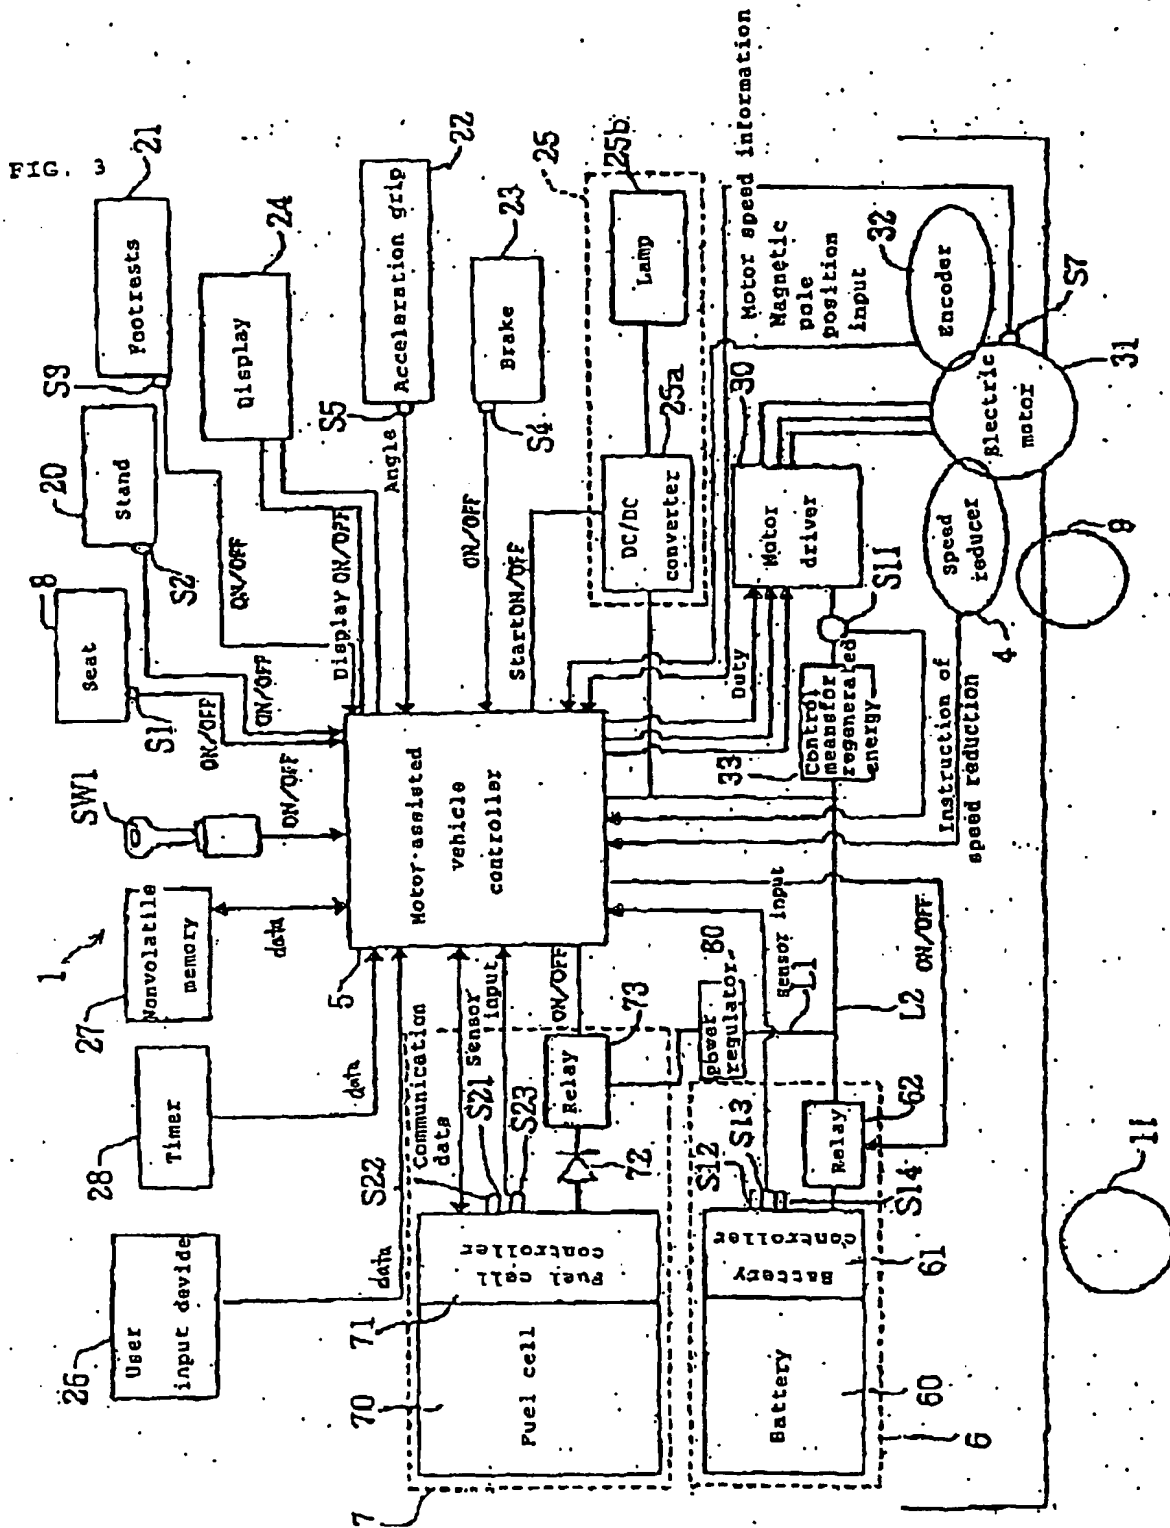 FIG. 3
1
26
User
input devide
28
Timer
27
Nonvolatile
memory
SW1
8
Seat
S1
20
Stand
S2
21
Footrests
S3
24
Display
22
Acceleration grip
S5
Angle
23
Brake
S4
data
data
data
ON/OFF
ON/OFF
ON/OFF
ON/OFF
Display ON/OFF
ON/OFF
StartON/OFF
5
Motor-assisted
vehicle
controller
25
25b
Lamp
25a
DC/DC
converter
7
70
Fuel cell
71
Fuel cell
controller
S22
Communication
data
S21
Sensor
input
S23
72
Relay
73
ON/OFF
power
regulator
80
Sensor input
L1
L2
ON/OFF
6
60
Battery
61
Battery
controller
S12
S13
S14
Relay
62
33
Control
meansfor
regenerated
energy
S11
Duty
Motor
driver
30
Motor speed information
Magnetic
pole
position
input
32
Encoder
S7
31
Electric
motor
Speed
reducer
4
Instruction of
speed reduction
9
11